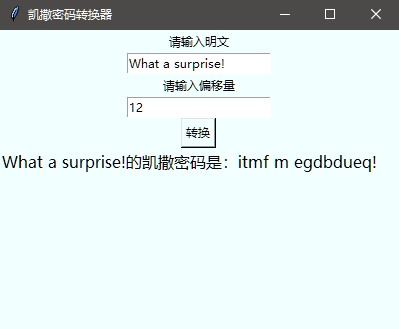 凯撒密码转换器
请输入明文
What a surprise!
请输入偏移量
12
转换
What a surprise!的凯撒密码是：itmf m egdbdueq!